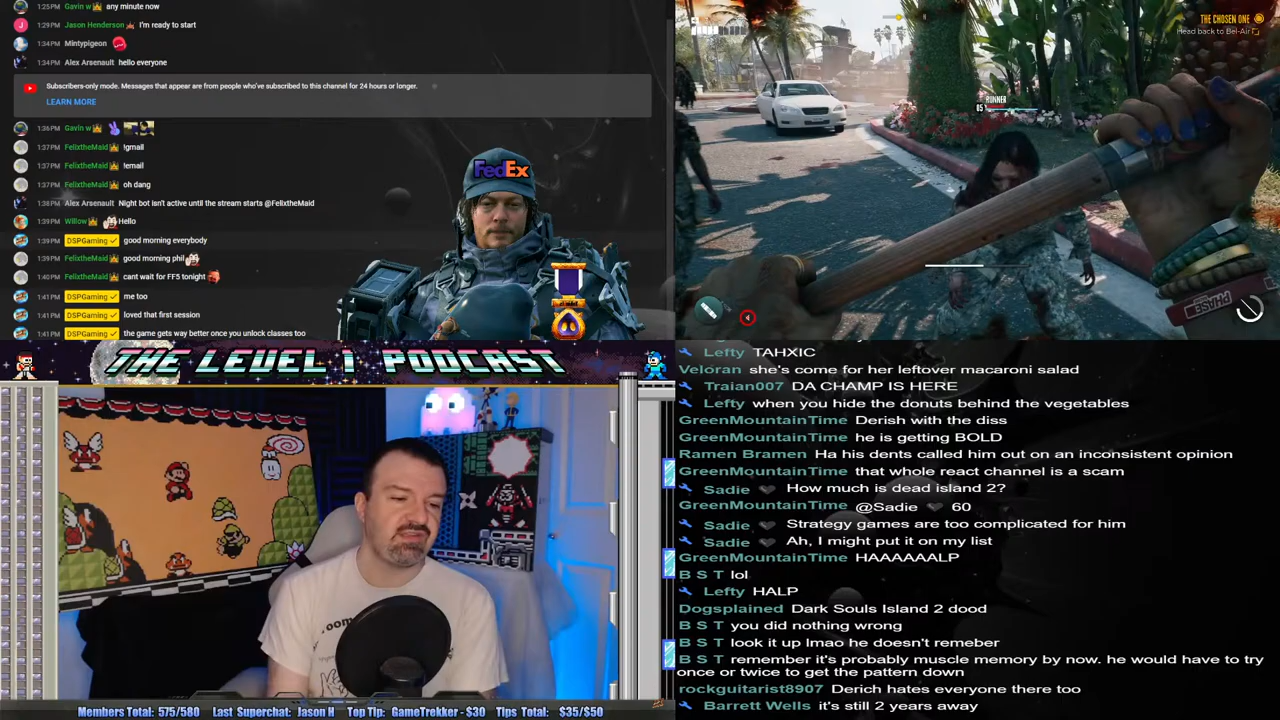 1:25PM Gavin w any minute now
1:29PM Jason Henderson I'm ready to start
1:34PM Mintypigeon
1:34PM Alex Arsenault hello everyone
Subscribers-only mode. Messages that appear are from people who've subscribed to this channel for 24 hours or longer.
LEARN MORE
1:36PM Gavin w
1:37PM FelixtheMaid !gmail
1:37PM FelixtheMaid !email
1:37PM FelixtheMaid oh dang
1:38PM Alex Arsenault Night bot isn't active until the stream starts @FelixtheMaid
1:39PM Willow Hello
1:39PM DSPGaming good morning everybody
1:39PM FelixtheMaid good morning phil
1:40PM FelixtheMaid cant wait for FF5 tonight
1:41PM DSPGaming me too
1:41PM DSPGaming loved that first session
1:41PM DSPGaming the game gets way better once you unlock classes too
FedEx
THE CHOSEN ONE
Head back to Bel-Air
RUNNER
05
PHASE
THE LEVEL 1 PODCAST
Members Total: 575/580 Last Superchat: Jason H Top Tip: GameTrekker - $30 Tips Total: $35/$50
Lefty TAHXIC
Veloran she's come for her leftover macaroni salad
Traian007 DA CHAMP IS HERE
Lefty when you hide the donuts behind the vegetables
GreenMountainTime Derish with the diss
GreenMountainTime he is getting BOLD
Ramen Bramen Ha his dents called him out on an inconsistent opinion
GreenMountainTime that whole react channel is a scam
Sadie How much is dead island 2?
GreenMountainTime @Sadie 60
Sadie Strategy games are too complicated for him
Sadie Ah, I might put it on my list
GreenMountainTime HAAAAAALP
B S T lol
Lefty HALP
Dogsplained Dark Souls Island 2 dood
B S T you did nothing wrong
B S T look it up lmao he doesn't remeber
B S T remember it's probably muscle memory by now. he would have to try
once or twice to get the pattern down
rockguitarist8907 Derich hates everyone there too
Barrett Wells it's still 2 years away